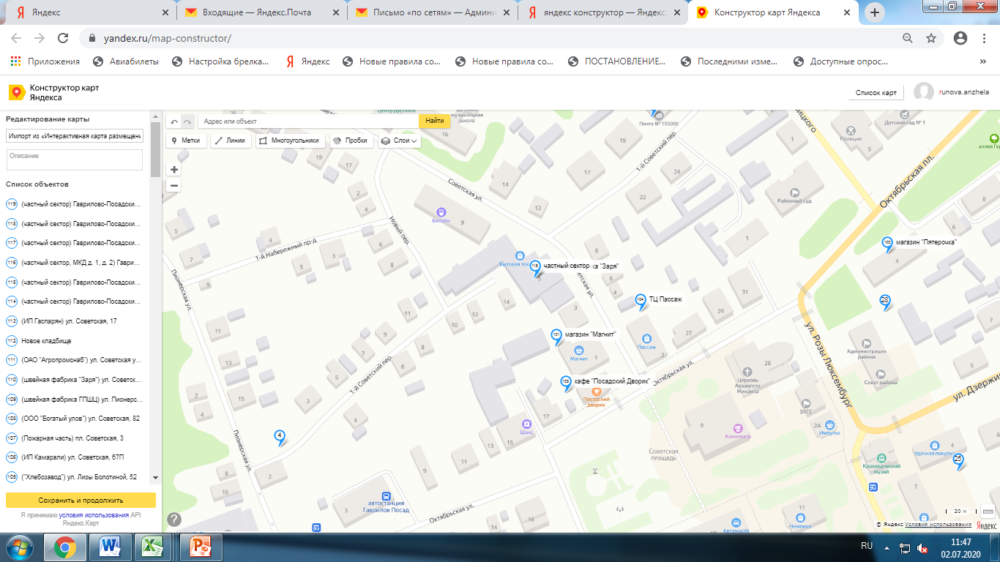 Яндекс
Входящие — Яндекс.Почта
Письмо «по сетям» — Админи
яндекс конструктор — Яндекс:
Конструктор карт Яндекса
yandex.ru/map-constructor/
Приложения
Авиабилеты
Настройка брелка...
Яндекс
Новые правила со...
Новые правила со...
ПОСТАНОВЛЕНИЕ...
Последними изме...
Доступные опрос...
»
Конструктор карт
Яндекса
Список карт
runova.anzhela
Редактирование карты
Импорт из «Интерактивная карта размещени
Описание
Список объектов
119 (частный сектор) Гаврилово-Посадски...
118 (частный сектор) Гаврилово-Посадски...
117 (частный сектор) Гаврилово-Посадски...
116 (частный сектор, МКД д. 1, д. 2) Гаври...
115 (частный сектор) Гаврилово-Посадски...
114 (частный сектор) Гаврилово-Посадски...
113 (ИП Гаспарян) ул. Советская, 17
112 Новое кладбище
111 (ОАО "Агропромснаб") ул. Советская у...
110 (швейная фабрика "Заря") ул. Советск...
109 (швейная фабрика ГПШЦ) ул. Пионерс...
108 (ООО "Богатый улов") ул. Советская, 82
107 (Пожарная часть) пл. Советская, 3
106 (ИП Камарали) ул. Советская, 67П
105 ("Хлебозавод") ул. Лизы Болотиной, 52
Сохранить и продолжить
Я принимаю условия использования API
Яндекс.Карт
Адрес или объект
Найти
Метки
Линии
Многоугольники
Пробки
Слои
Центр русского
музыкальная
школа
Почта № 155000
1-й Советский пер.
Полиция
Детский сад № 1
аллея Гер
Октябрьская пл.
Районный суд
Советская ул.
Билайн
Новый пер.
1-й Набережный пр-д
Пионерская ул.
Бытовая тех
частный сектор
ка "Заря"
магазин "Пятерочка"
104 ТЦ Пассаж
28
101 магазин "Магнит"
Магнит
Пассаж
103 кафе "Посадский Дворик"
Посадский
дворик
Октябрьская ул.
Церковь
Архангела
Михаила
ул. Розы Люксембург
Администрация
района
Совет района
ул. Дзержин
1-й Советский пер.
4
Пионерская ул.
Шанс
ЗАГС
Импульс
Кинотеатр
Советская
площадь
Краеведческий
музей
Удачная покупка
автостанция
Гаврилов Посад
Октябрьская ул.
Автомасла
Чемпион
20 м
© Яндекс Условия использования Яндекс
RU
11:47
02.07.2020